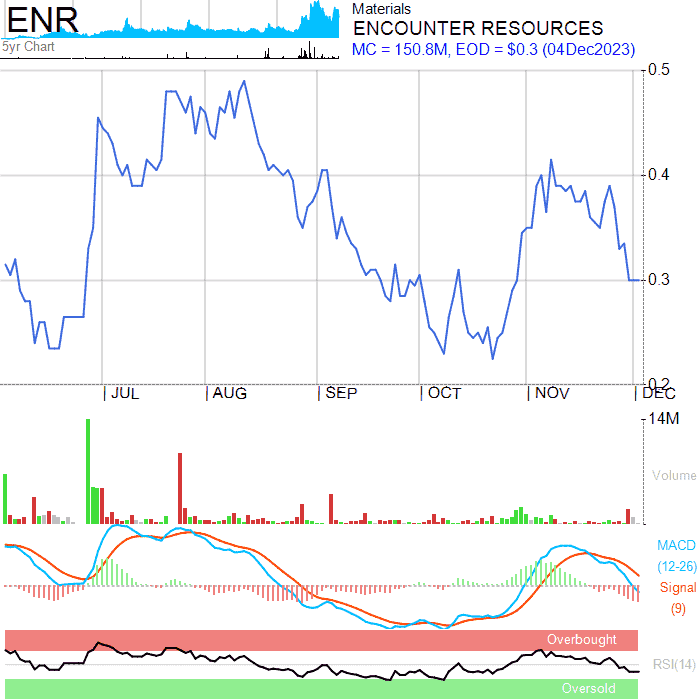 ENR
5yr Chart
Materials
ENCOUNTER RESOURCES
MC = 150.8M, EOD = $0.3 (04Dec2023)
0.5
0.4
0.3
0.2
JUL AUG SEP OCT NOV DEC
14M
Volume
MACD
(12-26)
Signal
(9)
Overbought
RSI(14)
Oversold